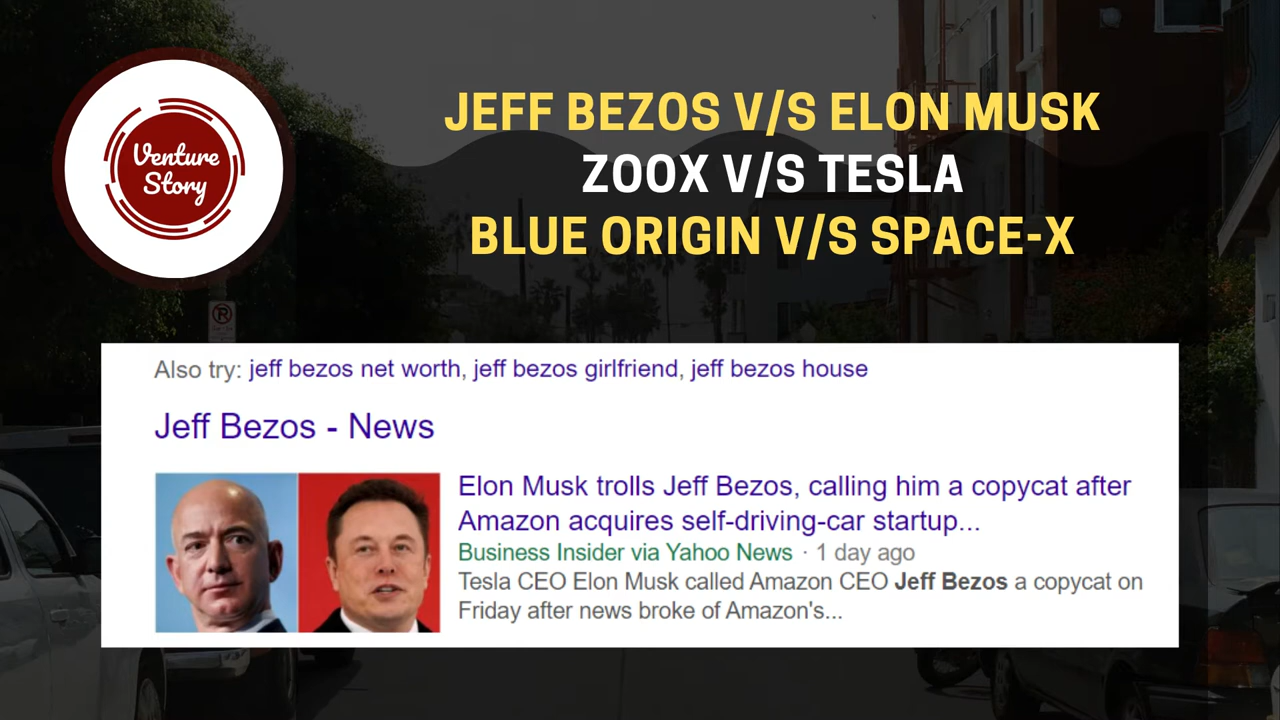 Venture
Story
JEFF BEZOS V/S ELON MUSK
ZOOX V/S TESLA
BLUE ORIGIN V/S SPACE-X
Also try: jeff bezos net worth, jeff bezos girlfriend, jeff bezos house
Jeff Bezos - News
Elon Musk trolls Jeff Bezos, calling him a copycat after
Amazon acquires self-driving-car startup...
Business Insider via Yahoo News · 1 day ago
Tesla CEO Elon Musk called Amazon CEO Jeff Bezos a copycat on
Friday after news broke of Amazon's...